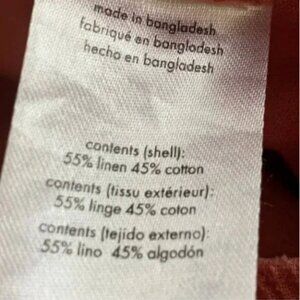 made in bangladesh
fabriqué en bangladesh
hecho en bangladesh
contents (shell):
55% linen 45% cotton
contents (tissu extérieur):
55% linge 45% coton
contents (tejido externo):
55% lino 45% algodón